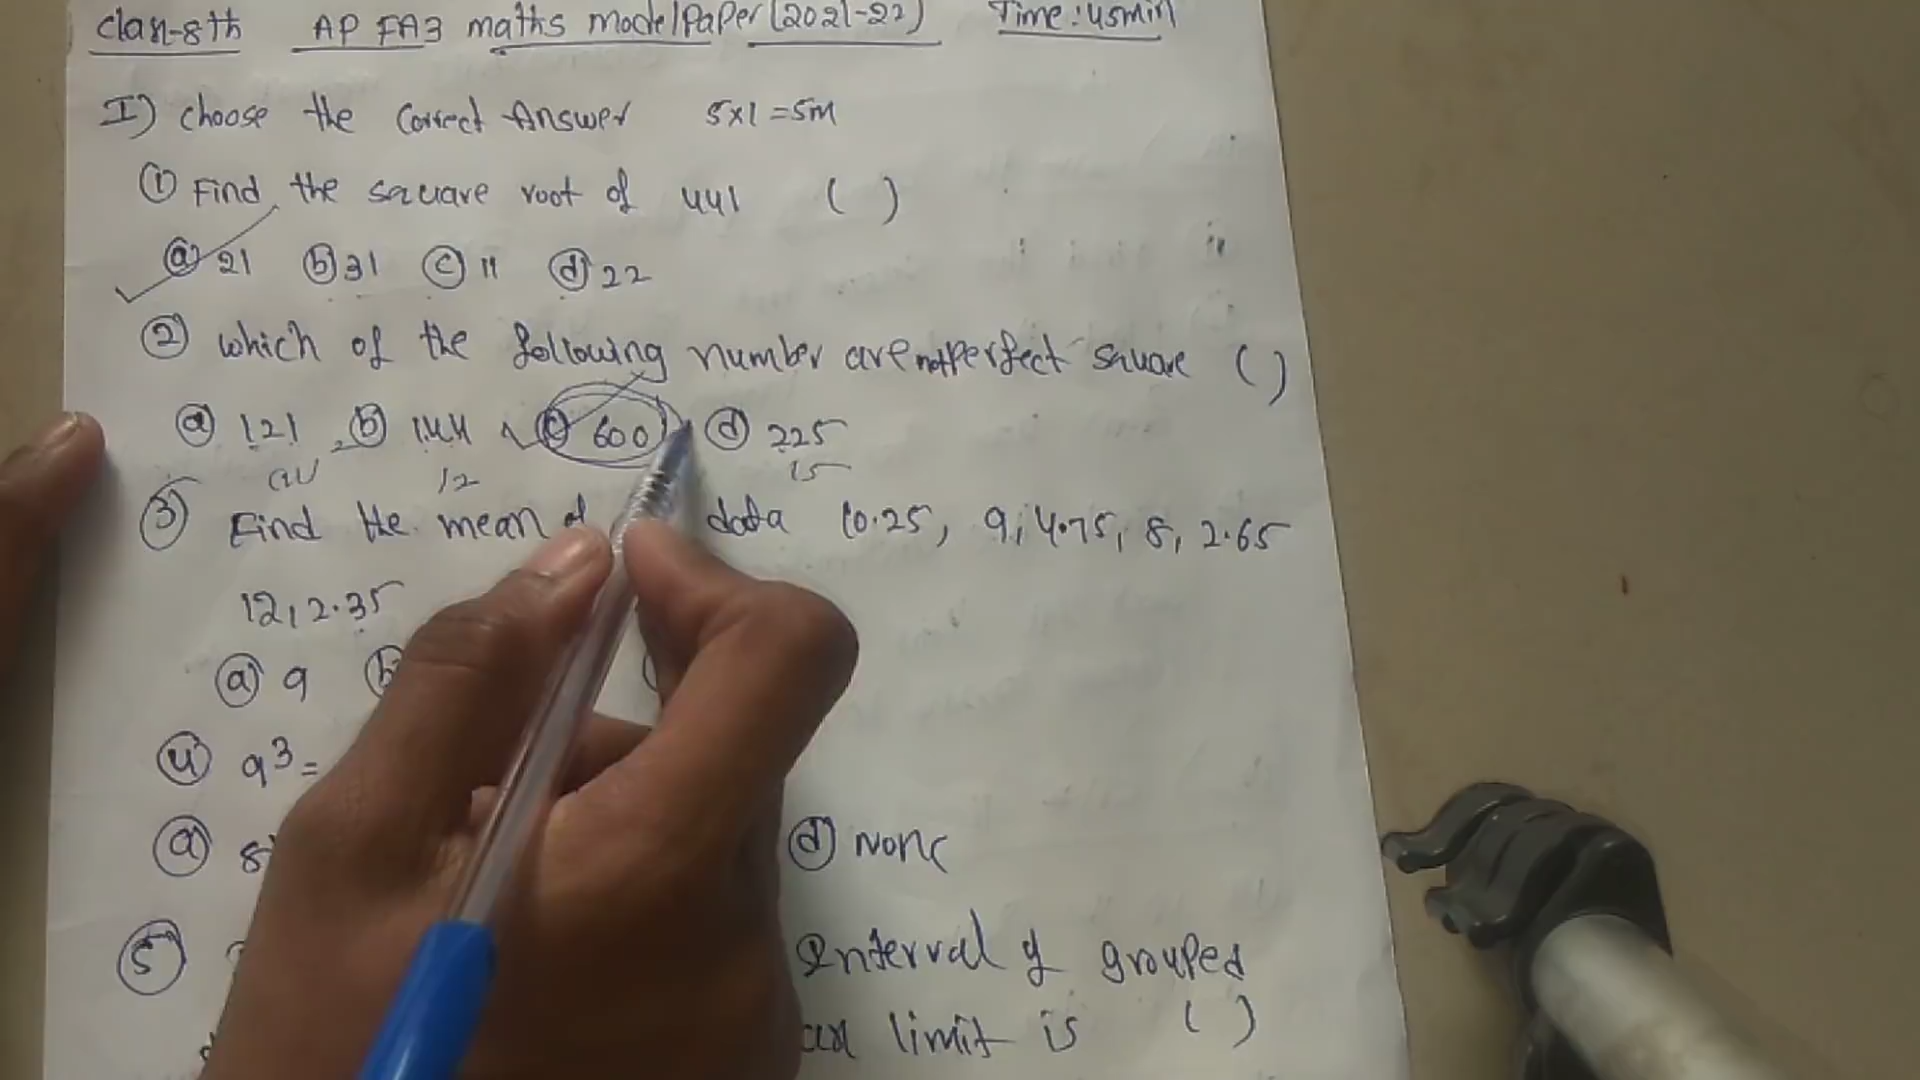 Class-8th AP FA3 maths model Paper (2021-22) Time: 45min
I) choose the Correct Answer 5x1=5M
① Find the square root of 441 ( )
ⓐ 21 ⓑ 31 ⓒ 11 ⓓ 22
② which of the following number are not perfect square ( )
ⓐ 121 ⓑ 144 ⓒ 600 ⓓ 225
12 15
③ Find the mean of data 10.25, 9, 4.75, 8, 2.65
12, 2.35
ⓐ 9 ⓑ
④ 9³ =
ⓐ 8 ⓓ None
⑤ Interval of grouped
limit is ( )